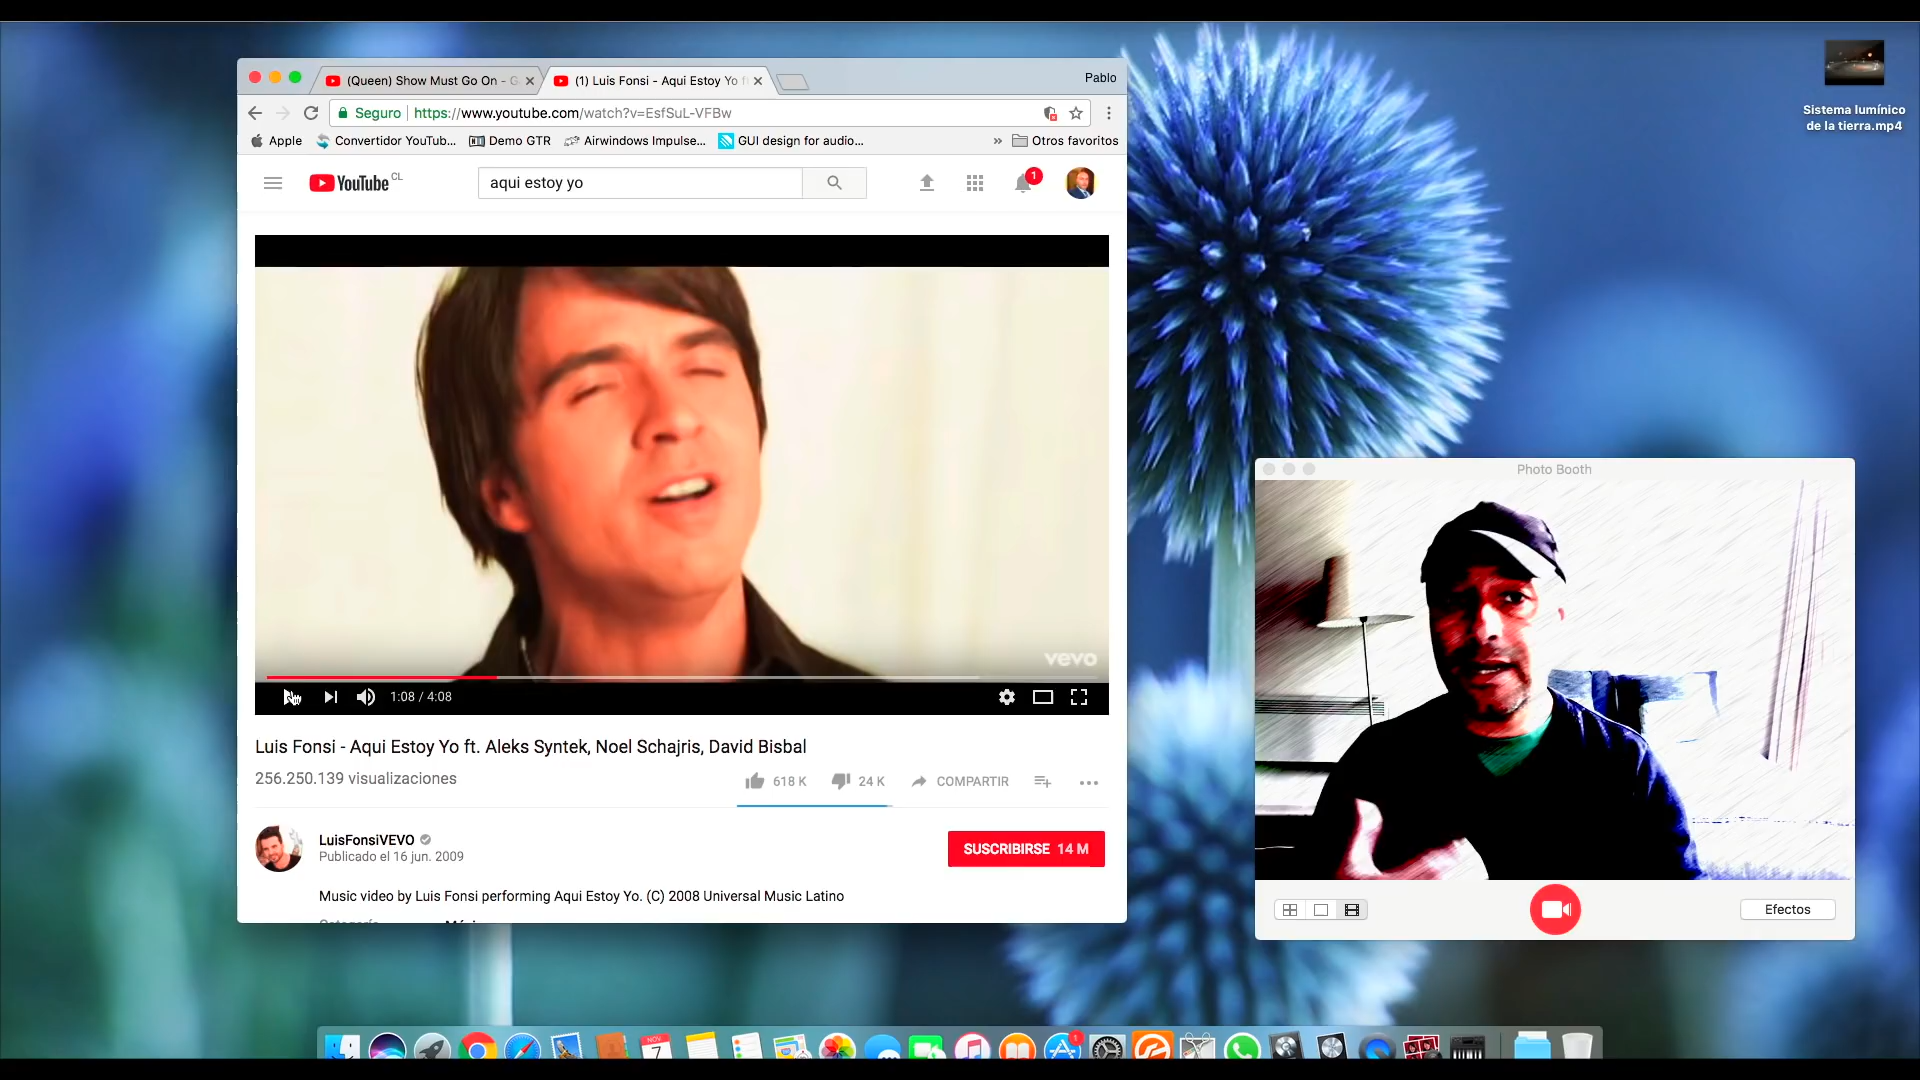 (Queen) Show Must Go On - G
(1) Luis Fonsi - Aqui Estoy Yo f
Pablo
Seguro
https://www.youtube.com/watch?v=EsfSuL-VFBw
Apple
Convertidor YouTub...
Demo GTR
Airwindows Impulse...
GUI design for audio...
»
Otros favoritos
YouTube CL
aqui estoy yo
1
vevo
1:08 / 4:08
Luis Fonsi - Aqui Estoy Yo ft. Aleks Syntek, Noel Schajris, David Bisbal
256.250.139 visualizaciones
618 K
24 K
COMPARTIR
LuisFonsiVEVO
Publicado el 16 jun. 2009
SUSCRIBIRSE 14 M
Music video by Luis Fonsi performing Aqui Estoy Yo. (C) 2008 Universal Music Latino
Sistema lumínico
de la tierra.mp4
Photo Booth
Efectos
NOV
7
1